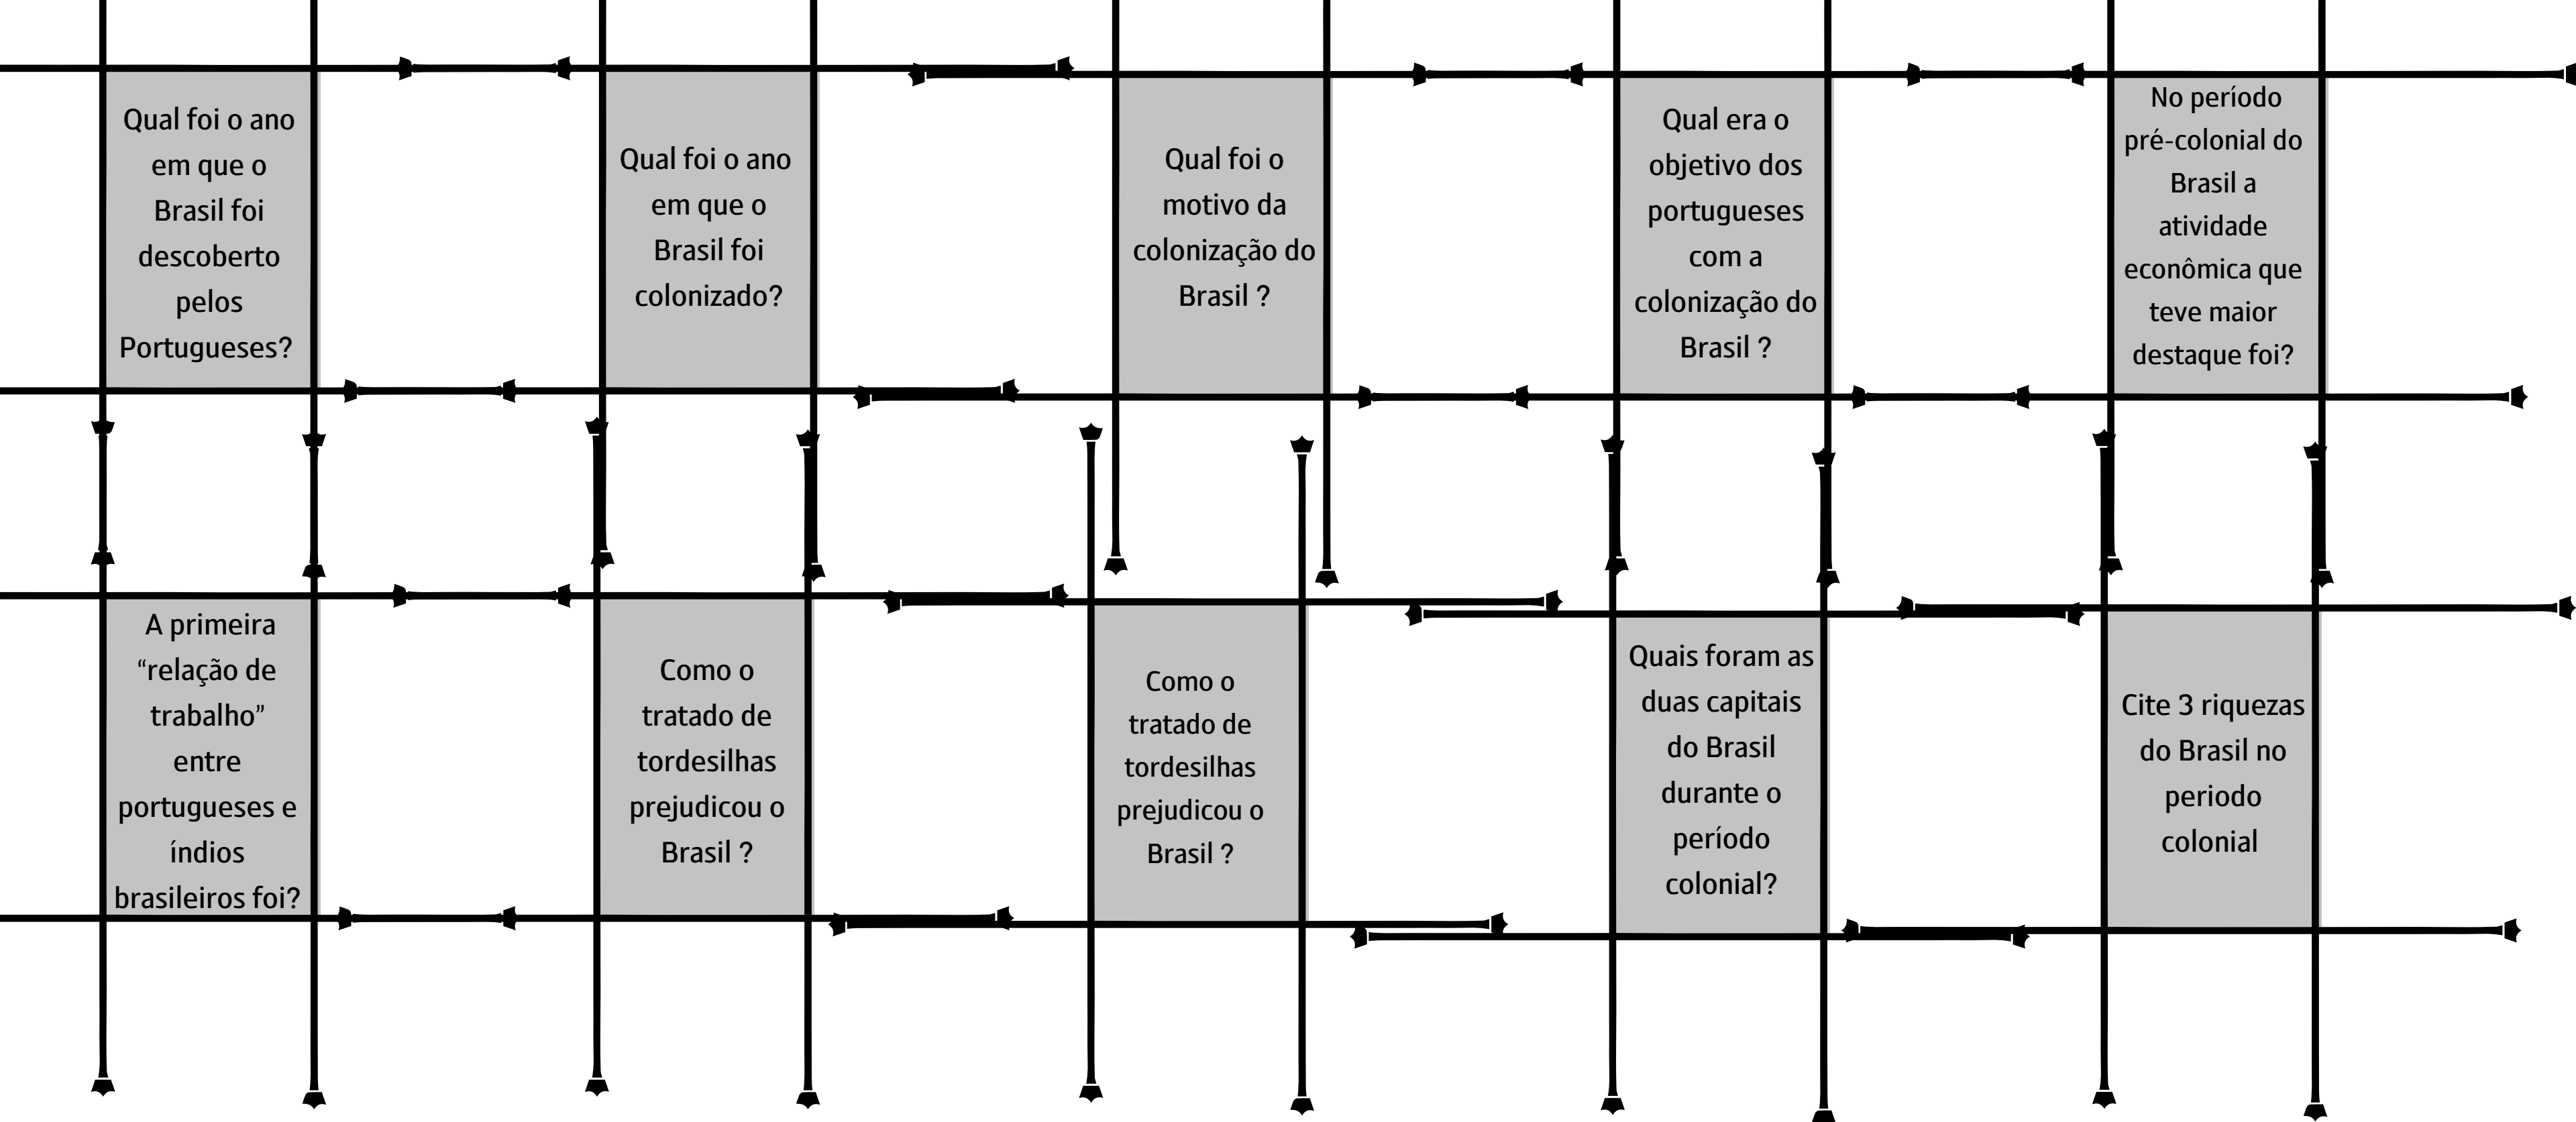 Qual foi o ano
em que o
Brasil foi
descoberto
pelos
Portugueses?
Qual foi o ano
em que o
Brasil foi
colonizado?
Qual foi o
motivo da
colonização do
Brasil ?
Qual era o
objetivo dos
portugueses
com a
colonização do
Brasil ?
No período
pré-colonial do
Brasil a
atividade
econômica que
teve maior
destaque foi?
A primeira
“relação de
trabalho”
entre
portugueses e
índios
brasileiros foi?
Como o
tratado de
tordesilhas
prejudicou o
Brasil ?
Como o
tratado de
tordesilhas
prejudicou o
Brasil ?
Quais foram as
duas capitais
do Brasil
durante o
período
colonial?
Cite 3 riquezas
do Brasil no
periodo
colonial